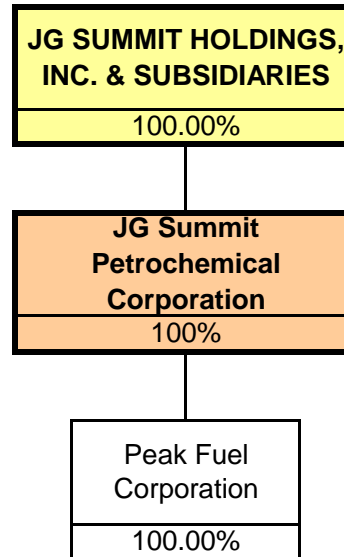 JG SUMMIT HOLDINGS,
INC. & SUBSIDIARIES
100.00%
JG Summit
Petrochemical
Corporation
100%
Peak Fuel
Corporation
100.00%